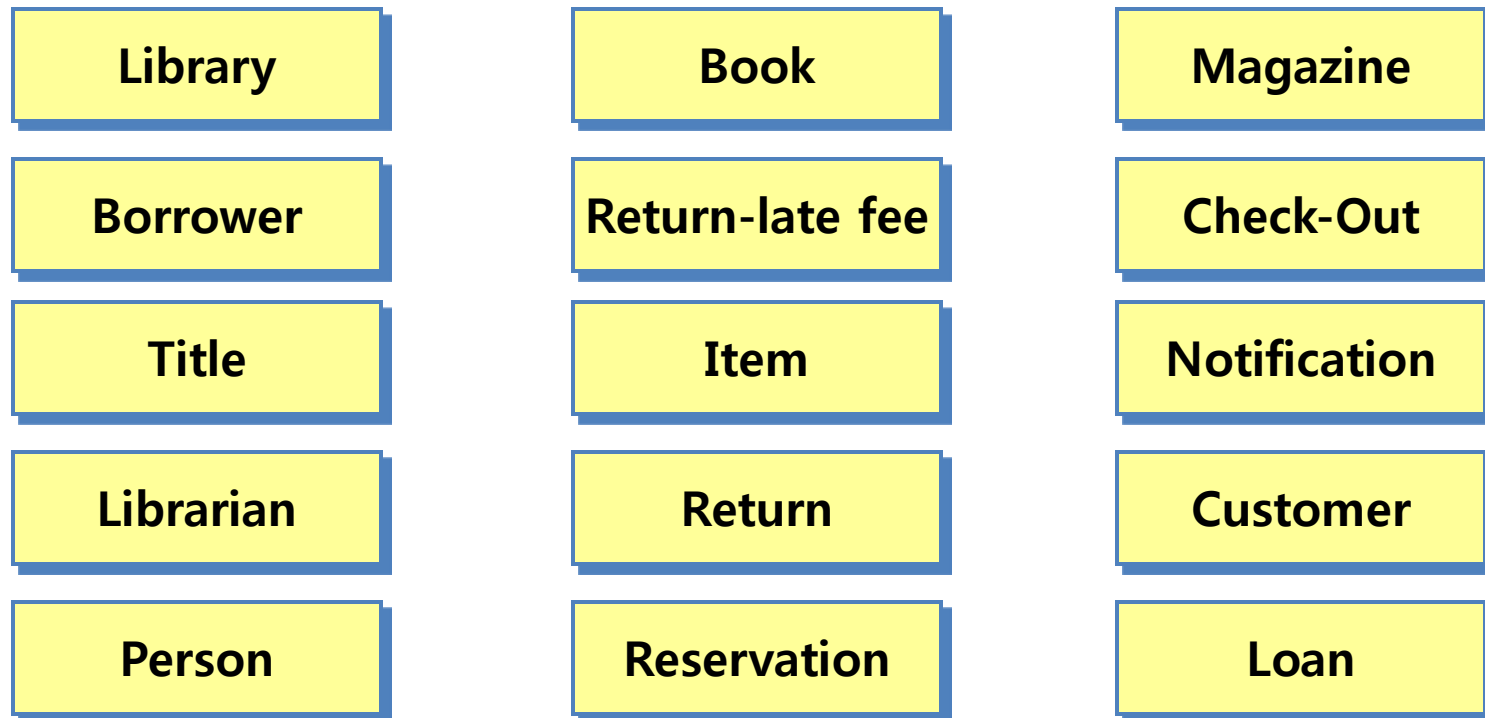 Library
Book
Magazine
Borrower
Return-late fee
Check-Out
Title
Item
Notification
Librarian
Return
Customer
Person
Reservation
Loan